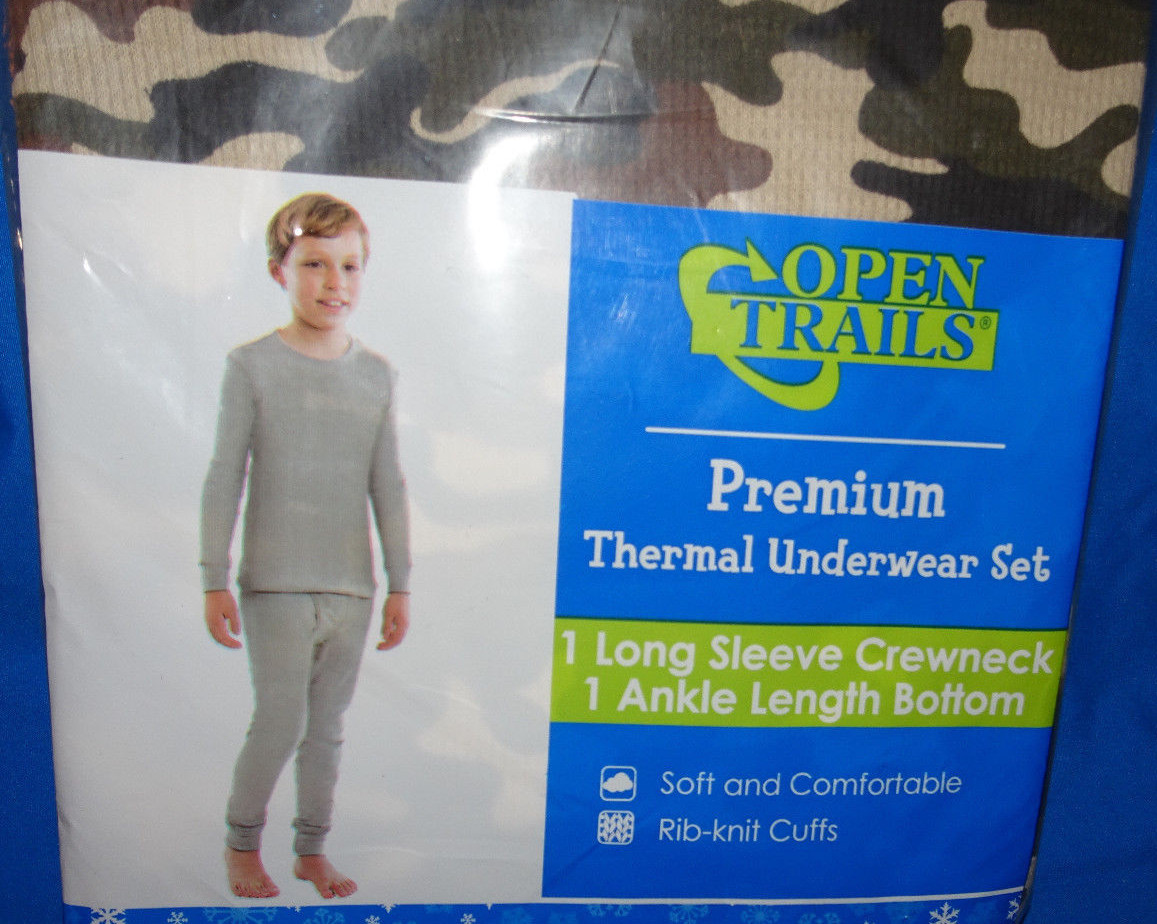 OPEN
TRAILS®
Premium
Thermal Underwear Set
1 Long Sleeve Crewneck
1 Ankle Length Bottom
Soft and Comfortable
Rib-knit Cuffs